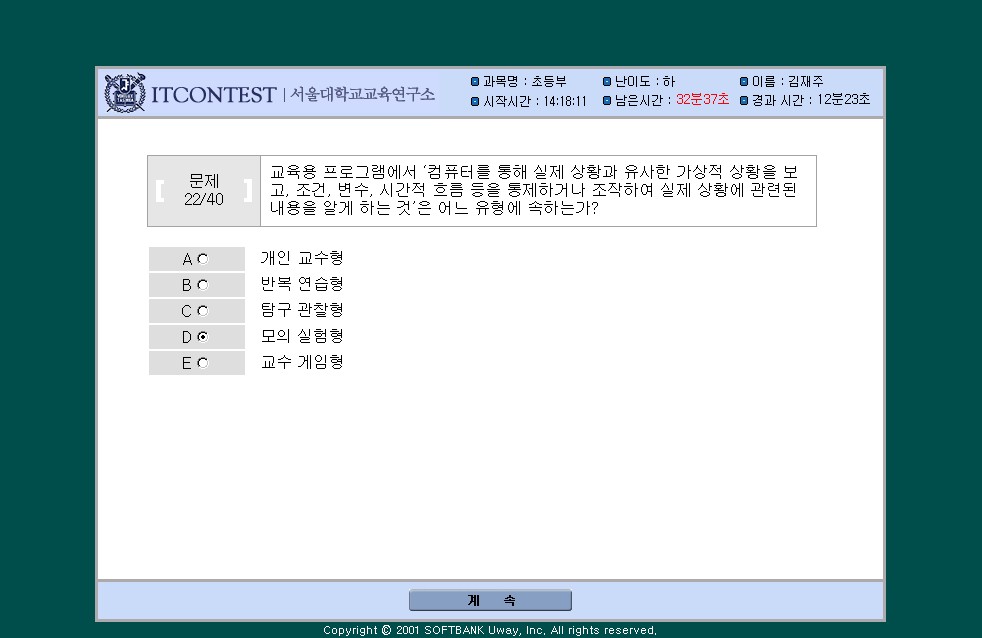 ITCONTEST | 서울대학교교육연구소
과목명 : 초등부 난이도 : 하 이름 : 김재주
시작시간 : 14:18:11 남은시간 : 32분37초 경과 시간 : 12분23초
문제
22/40
교육용 프로그램에서 ‘컴퓨터를 통해 실제 상황과 유사한 가상적 상황을 보
고, 조건, 변수, 시간적 흐름 등을 통제하거나 조작하여 실제 상황에 관련된
내용을 알게 하는 것’은 어느 유형에 속하는가?
A 개인 교수형
B 반복 연습형
C 탐구 관찰형
D 모의 실험형
E 교수 게임형
계 속
Copyright © 2001 SOFTBANK Uway, Inc, All rights reserved,